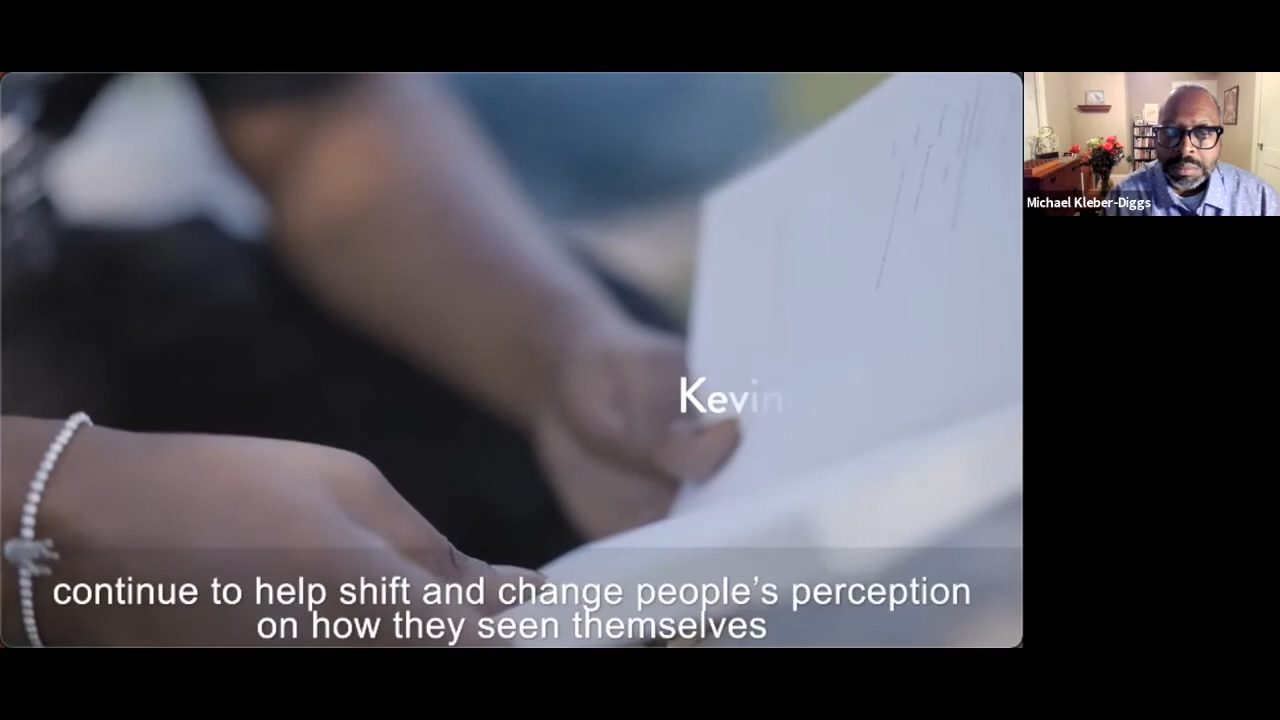 Michael Kleber-Diggs
Kevin
continue to help shift and change people's perception
on how they seen themselves